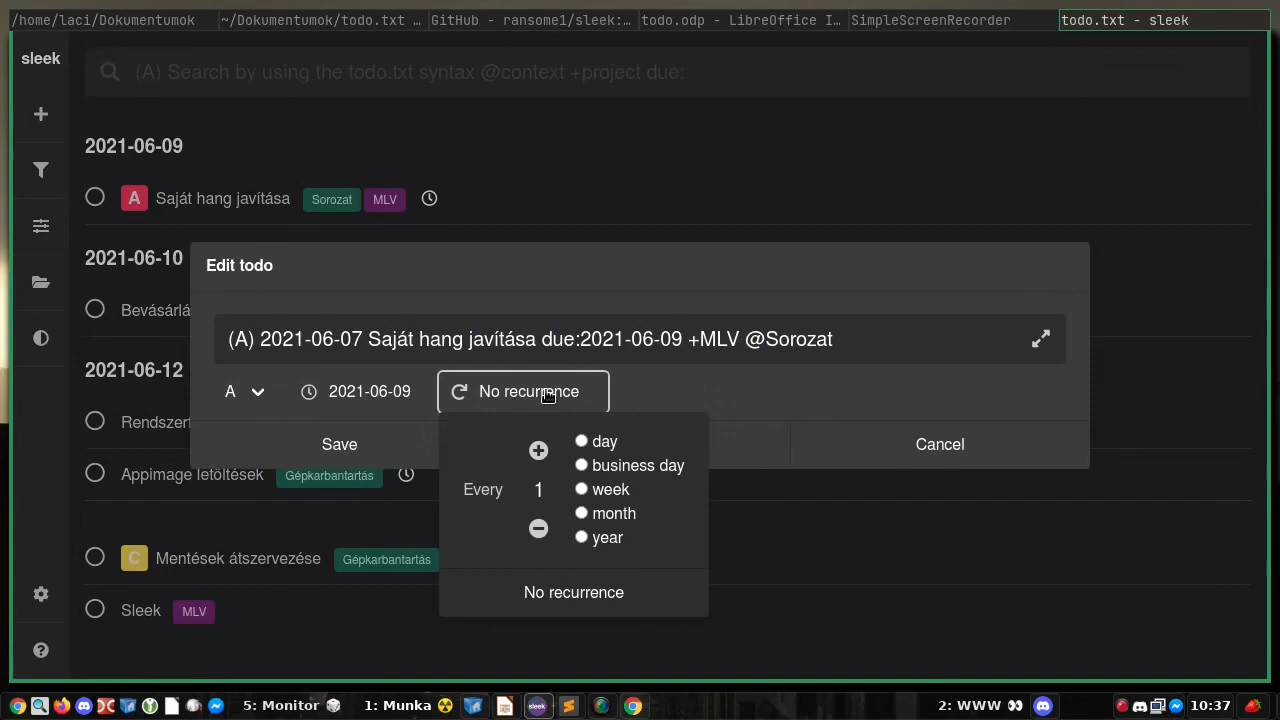 /home/laci/Dokumentumok
~/Dokumentumok/todo.txt …
GitHub - ransome1/sleek:…
todo.odp - LibreOffice I…
SimpleScreenRecorder
todo.txt - sleek
sleek
(A) Search by using the todo.txt syntax @context +project due:
2021-06-09
A Saját hang javítása Sorozat MLV
2021-06-10
Bevásárlá
2021-06-12
Rendszerf
Appimage letöltések Gépkarbantartás
C Mentések átszervezése Gépkarbantartás
Sleek MLV
Edit todo
(A) 2021-06-07 Saját hang javítása due:2021-06-09 +MLV @Sorozat
A 2021-06-09 No recurrence
Save Cancel
Every 1
day
business day
week
month
year
No recurrence
5: Monitor 1: Munka sleek 2: WWW 10:37